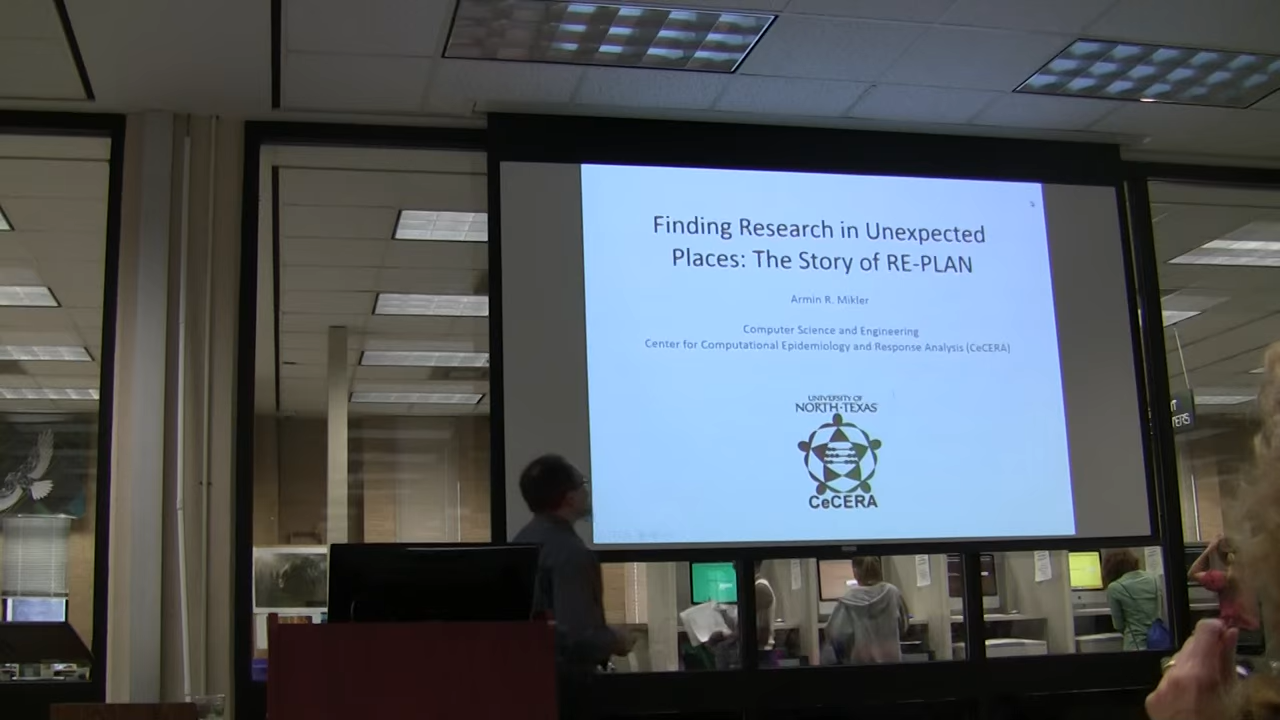 Finding Research in Unexpected
Places: The Story of RE-PLAN
Armin R. Mikler
Computer Science and Engineering
Center for Computational Epidemiology and Response Analysis (CeCERA)
UNIVERSITY OF
NORTH·TEXAS
CeCERA